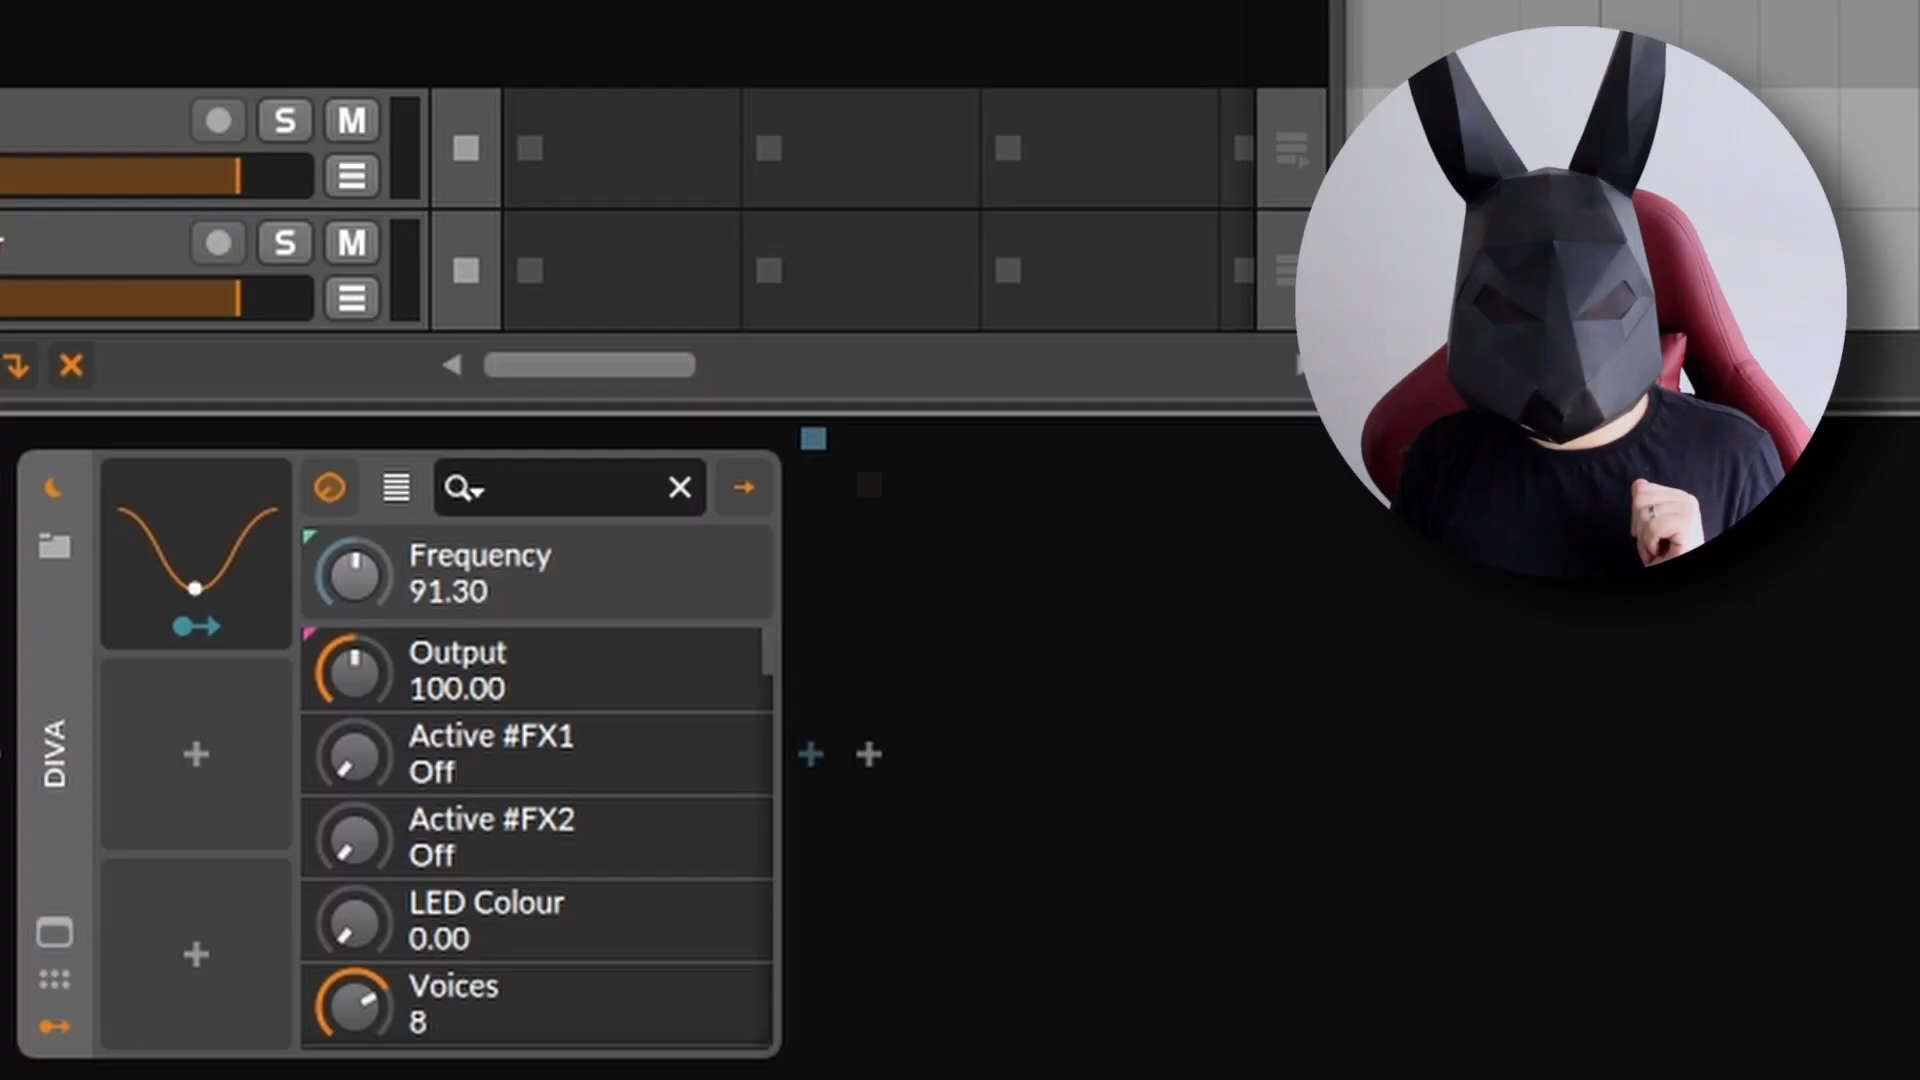 S M
S M
DIVA
Frequency
91.30
Output
100.00
Active #FX1
Off
Active #FX2
Off
LED Colour
0.00
Voices
8